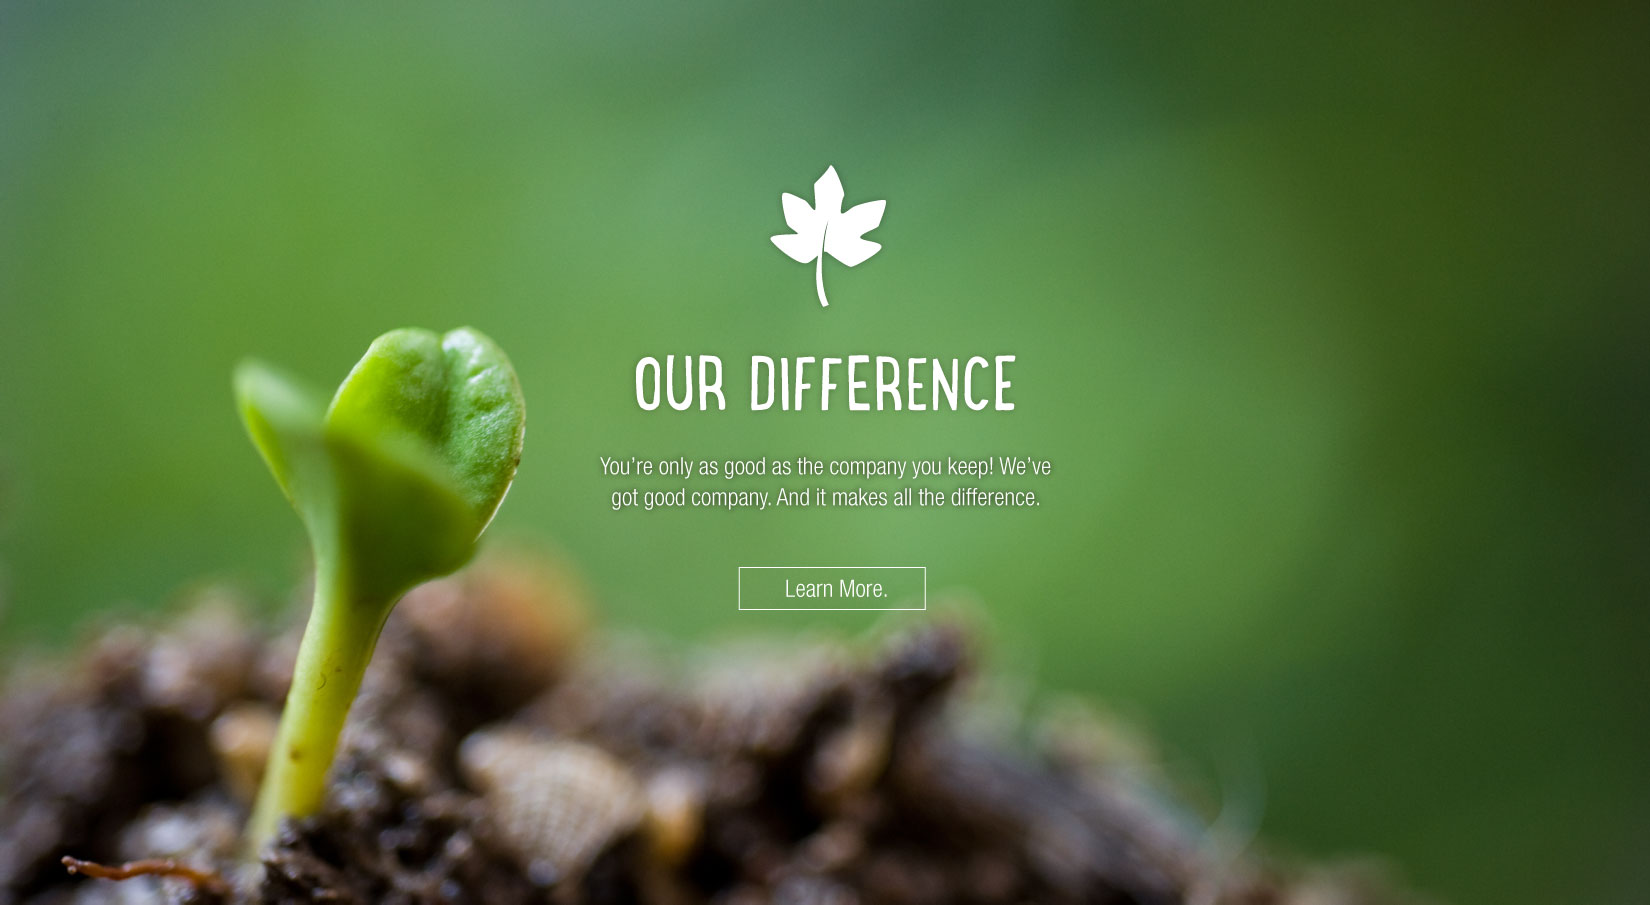 OUR DIFFERENCE
You’re only as good as the company you keep! We’ve
got good company. And it makes all the difference.
Learn More.